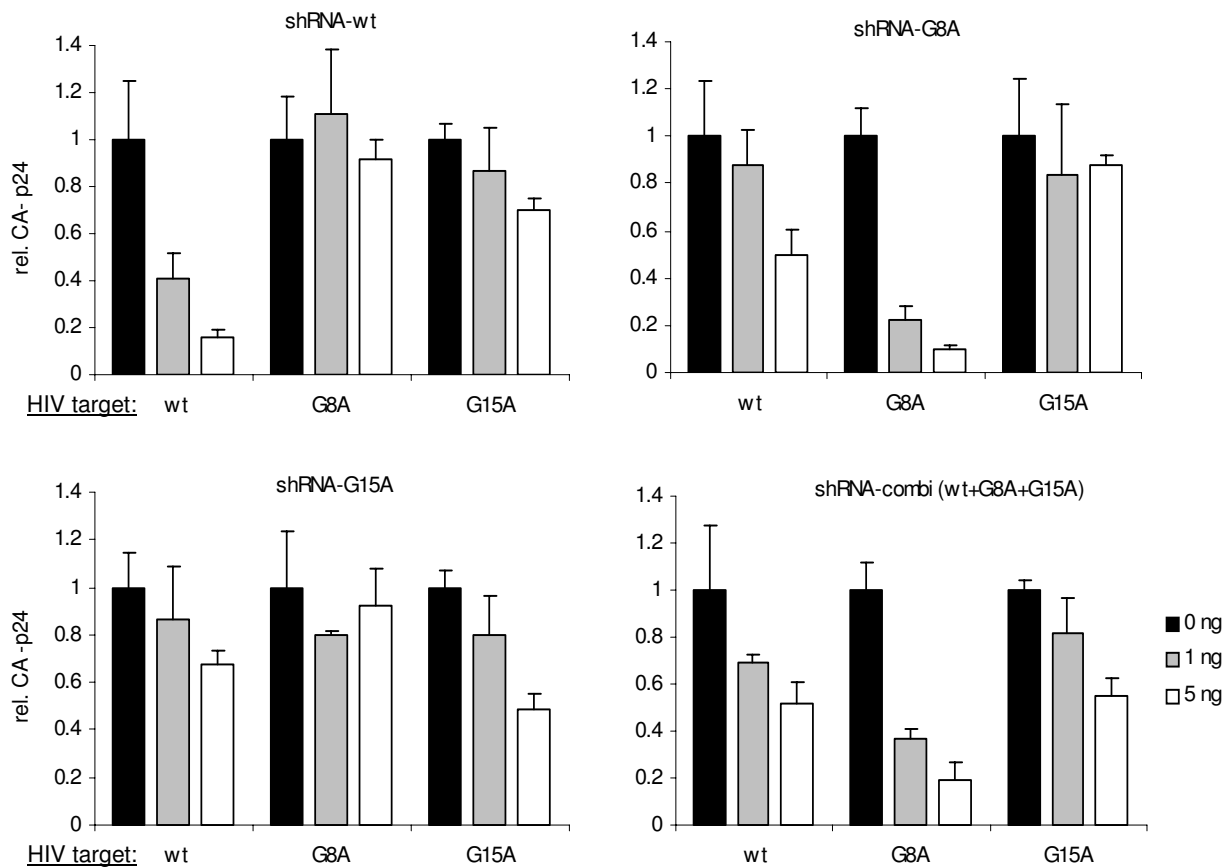 shRNA-wt
1.4
1.2
1
0.8
0.6
0.4
0.2
0
rel. CA- p24
HIV target: wt G8A G15A
shRNA-G8A
1.4
1.2
1
0.8
0.6
0.4
0.2
0
wt G8A G15A
shRNA-G15A
1.4
1.2
1
0.8
0.6
0.4
0.2
0
rel. CA -p24
HIV target: wt G8A G15A
shRNA-combi (wt+G8A+G15A)
1.4
1.2
1
0.8
0.6
0.4
0.2
0
wt G8A G15A
0 ng
1 ng
5 ng